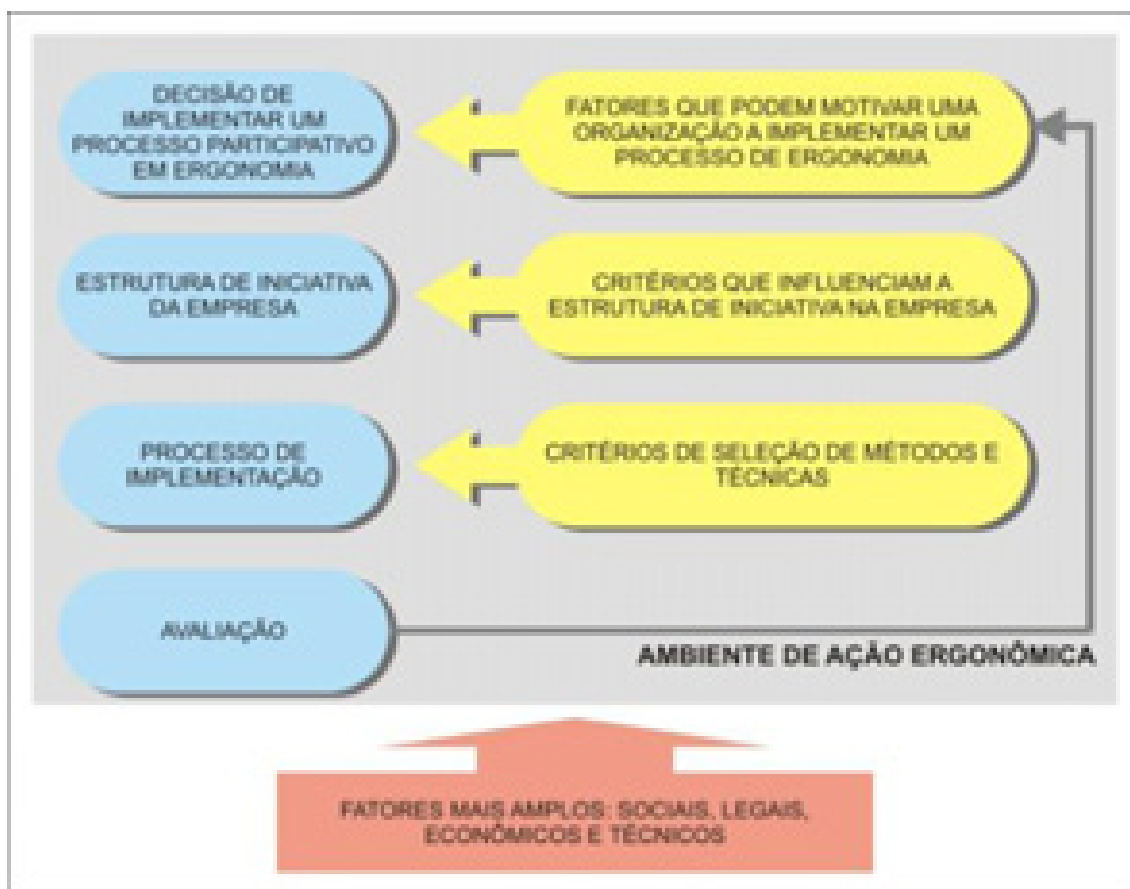 DECISÃO DE
IMPLEMENTAR UM
PROCESSO PARTICIPATIVO
EM ERGONOMIA
FATORES QUE PODEM MOTIVAR UMA
ORGANIZAÇÃO A IMPLEMENTAR UM
PROCESSO DE ERGONOMIA
ESTRUTURA DE INICIATIVA
DA EMPRESA
CRITÉRIOS QUE INFLUENCIAM A
ESTRUTURA DE INICIATIVA NA EMPRESA
PROCESSO DE
IMPLEMENTAÇÃO
CRITÉRIOS DE SELEÇÃO DE MÉTODOS E
TÉCNICAS
AVALIAÇÃO
AMBIENTE DE AÇÃO ERGONÔMICA
FATORES MAIS AMPLOS: SOCIAIS, LEGAIS,
ECONÔMICOS E TÉCNICOS